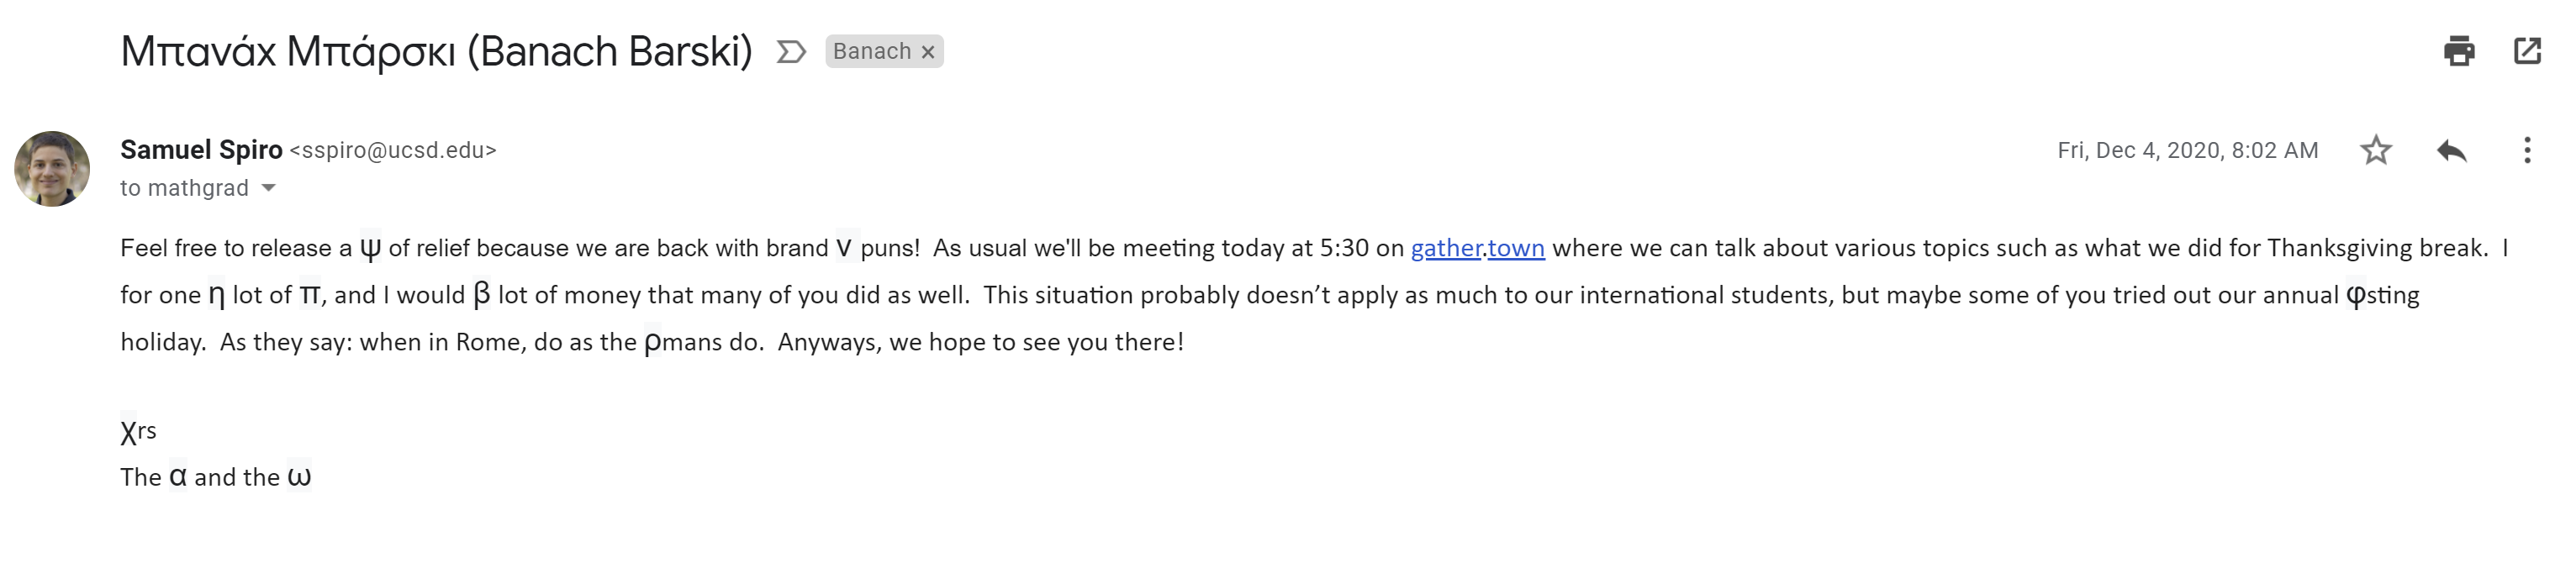 Μπανάχ Μπάρσκι (Banach Barski) Banach ×
Samuel Spiro <sspiro@ucsd.edu> Fri, Dec 4, 2020, 8:02 AM
to mathgrad
Feel free to release a ψ of relief because we are back with brand ν puns!  As usual we'll be meeting today at 5:30 on gather.town where we can talk about various topics such as what we did for Thanksgiving break.  I
for one η lot of π, and I would β lot of money that many of you did as well.  This situation probably doesn’t apply as much to our international students, but maybe some of you tried out our annual φsting
holiday.  As they say: when in Rome, do as the ρmans do.  Anyways, we hope to see you there!
χrs
The α and the ω